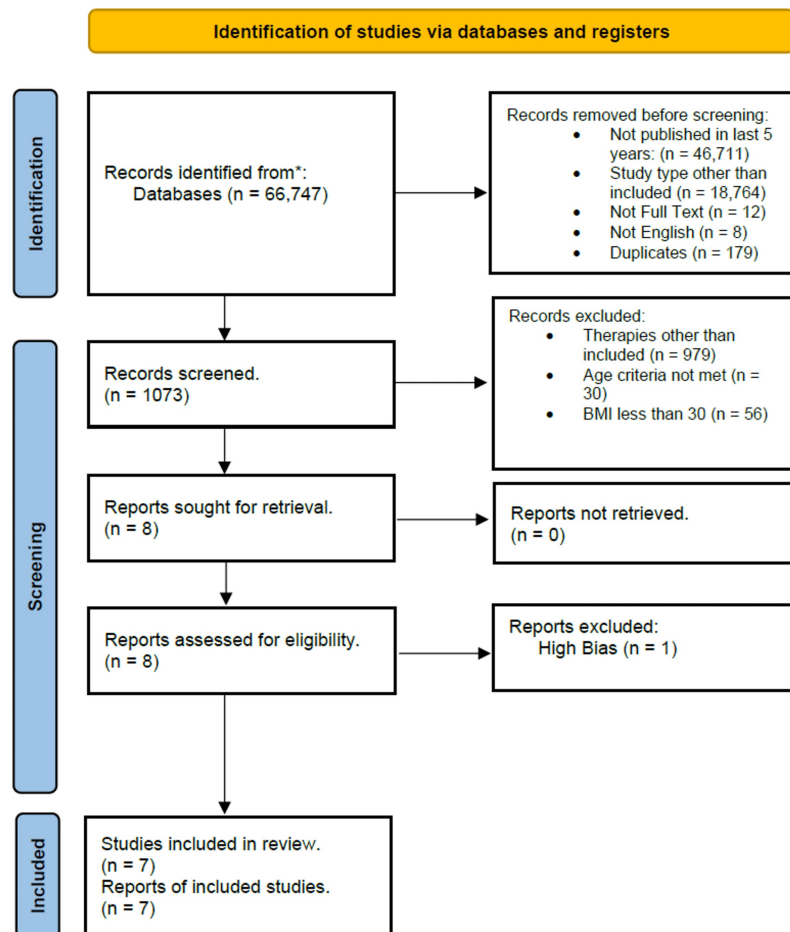 Identification of studies via databases and registers
Identification
Records identified from*:
Databases (n = 66,747)
Records removed before screening:
• Not published in last 5
years: (n = 46,711)
• Study type other than
included (n = 18,764)
• Not Full Text (n = 12)
• Not English (n = 8)
• Duplicates (n = 179)
Screening
Records screened.
(n = 1073)
Records excluded:
• Therapies other than
included (n = 979)
• Age criteria not met (n =
30)
• BMI less than 30 (n = 56)
Reports sought for retrieval.
(n = 8)
Reports not retrieved.
(n = 0)
Reports assessed for eligibility.
(n = 8)
Reports excluded:
High Bias (n = 1)
Included
Studies included in review.
(n = 7)
Reports of included studies.
(n = 7)